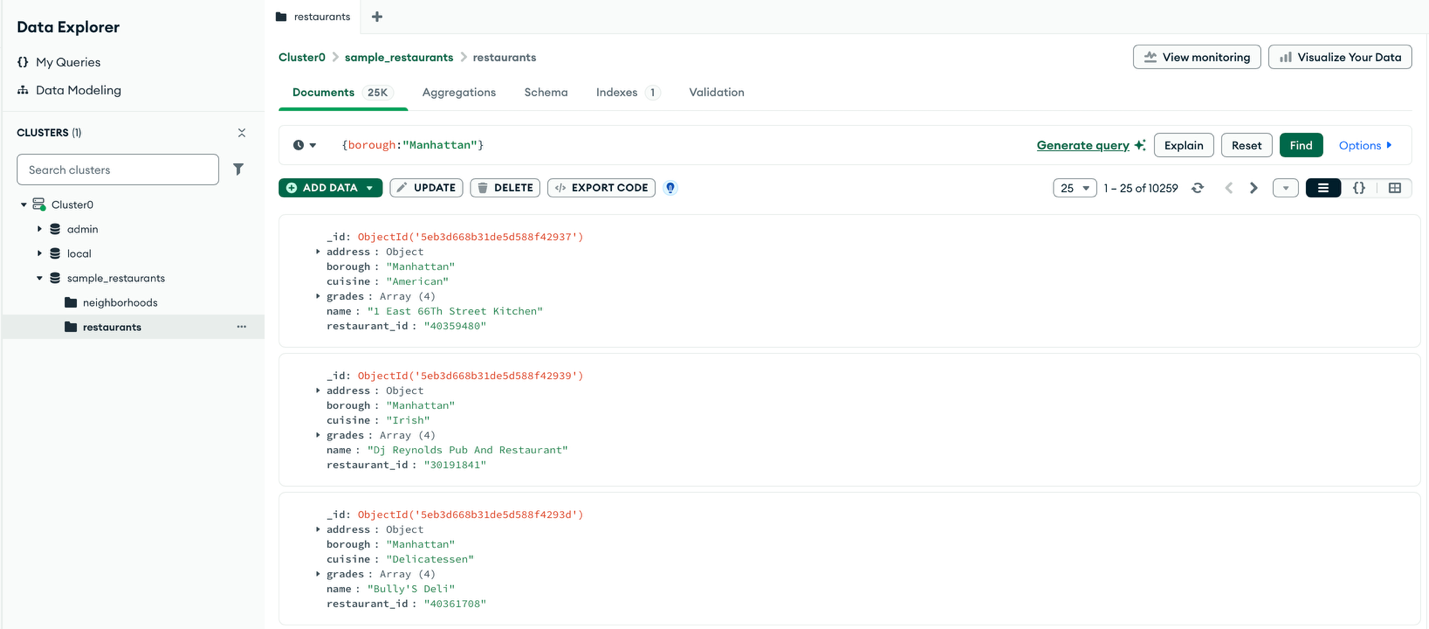 Data Explorer
{} My Queries
Data Modeling
CLUSTERS (1)
Search clusters
Cluster0
admin
local
sample_restaurants
neighborhoods
restaurants ...
restaurants +
Cluster0 > sample_restaurants > restaurants
View monitoring Visualize Your Data
Documents 25K Aggregations Schema Indexes 1 Validation
{borough:"Manhattan"} Generate query Explain Reset Find Options
ADD DATA UPDATE DELETE </> EXPORT CODE 25 1 – 25 of 10259 {}
_id: ObjectId('5eb3d668b31de5d588f42937')
address : Object
borough : "Manhattan"
cuisine : "American"
grades : Array (4)
name : "1 East 66Th Street Kitchen"
restaurant_id : "40359480"
_id: ObjectId('5eb3d668b31de5d588f42939')
address : Object
borough : "Manhattan"
cuisine : "Irish"
grades : Array (4)
name : "Dj Reynolds Pub And Restaurant"
restaurant_id : "30191841"
_id: ObjectId('5eb3d668b31de5d588f4293d')
address : Object
borough : "Manhattan"
cuisine : "Delicatessen"
grades : Array (4)
name : "Bully'S Deli"
restaurant_id : "40361708"